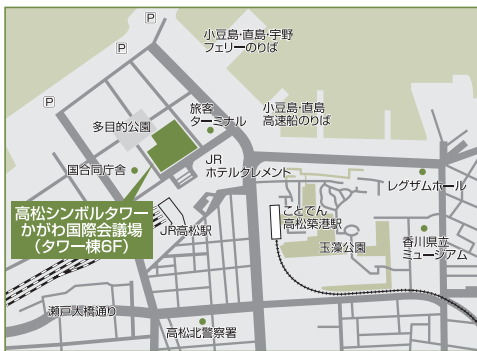 小豆島・直島・宇野
フェリーのりば
P
P
P
旅客
ターミナル
小豆島・直島
高速船のりば
多目的公園
国合同庁舎
JR
ホテルクレメント
レグザムホール
高松シンボルタワー
かがわ国際会議場
(タワー棟6F)
JR高松駅
ことでん
高松築港駅
玉藻公園
香川県立
ミュージアム
瀬戸大橋通り
高松北警察署